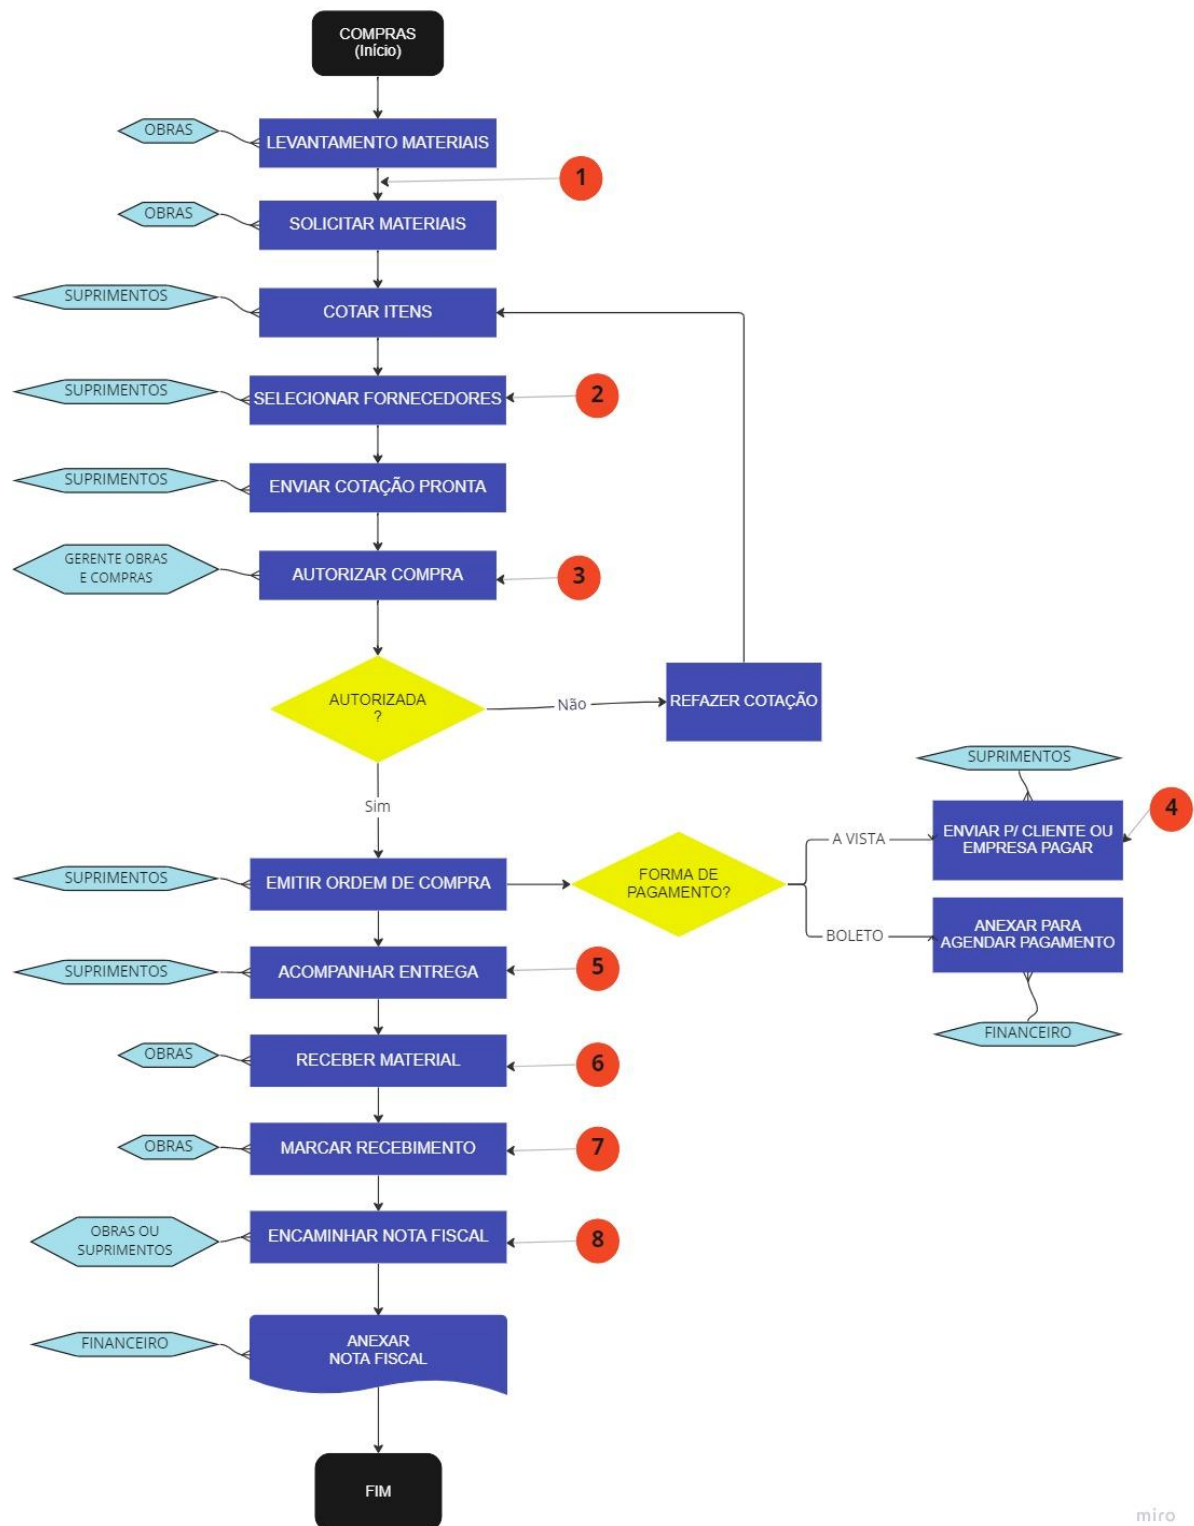 COMPRAS
(Início)
OBRAS
LEVANTAMENTO MATERIAIS
1
OBRAS
SOLICITAR MATERIAIS
SUPRIMENTOS
COTAR ITENS
SUPRIMENTOS
SELECIONAR FORNECEDORES
2
SUPRIMENTOS
ENVIAR COTAÇÃO PRONTA
GERENTE OBRAS
E COMPRAS
AUTORIZAR COMPRA
3
AUTORIZADA
?
Não
REFAZER COTAÇÃO
Sim
SUPRIMENTOS
ENVIAR P/ CLIENTE OU
EMPRESA PAGAR
4
A VISTA
SUPRIMENTOS
EMITIR ORDEM DE COMPRA
FORMA DE
PAGAMENTO?
BOLETO
ANEXAR PARA
AGENDAR PAGAMENTO
FINANCEIRO
SUPRIMENTOS
ACOMPANHAR ENTREGA
5
OBRAS
RECEBER MATERIAL
6
OBRAS
MARCAR RECEBIMENTO
7
OBRAS OU
SUPRIMENTOS
ENCAMINHAR NOTA FISCAL
8
FINANCEIRO
ANEXAR
NOTA FISCAL
FIM
miro